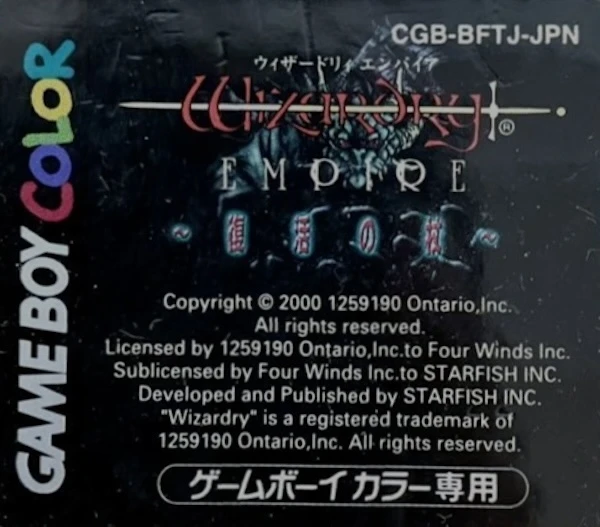 CGB-BFTJ-JPN
GAME BOY COLOR
ウィザードリィ エンパイア
Wizardry®
EMPIRE
~復活の杖~
Copyright © 2000 1259190 Ontario,Inc.
All rights reserved.
Licensed by 1259190 Ontario,Inc.to Four Winds Inc.
Sublicensed by Four Winds Inc.to STARFISH INC.
Developed and Published by STARFISH INC.
"Wizardry" is a registered trademark of
1259190 Ontario,Inc. All rights reserved.
ゲームボーイカラー専用